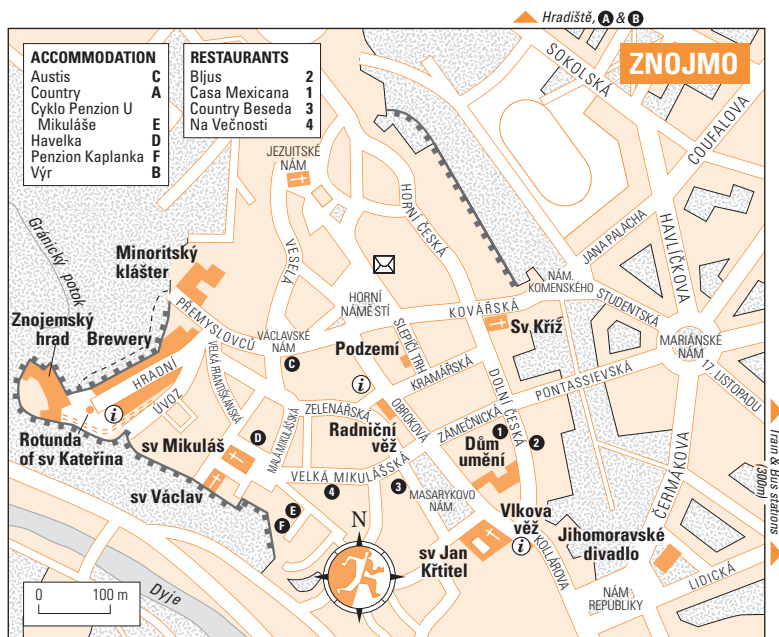 Hradiště, A & B
ZNOJMO
ACCOMMODATION
Austis C
Country A
Cyklo Penzion U
Mikuláše E
Havelka D
Penzion Kaplanka F
Výr B
RESTAURANTS
Bljus 2
Casa Mexicana 1
Country Beseda 3
Na Večnosti 4
SOKOLSKÁ
COUFALOVA
JEZUITSKÉ
NÁM
HORNÍ ČESKÁ
JANA PALACHA
HAVLÍČKOVA
Gránický potok
Minoritský
klášter
VESELÁ
NÁM.
KOMENSKÉHO
STUDENTSKÁ
PŘEMYSLOVCŮ
HORNÍ
NÁMĚSTÍ
KOVÁŘSKÁ
Sv Kříž
MARIÁNSKÉ
NÁM
Znojemský
hrad
Brewery
VÁCLAVSKÉ
NÁM
C
Podzemí
SLEPIČÍ TRH
KRAMÁŘSKÁ
DOLNÍ ČESKÁ
PONTASSIEVSKÁ
17. LISTOPADU
HRADNÍ
ÚVOZ
VELKÁ FRANTIŠKÁNSKÁ
i
i
ZELENÁŘSKÁ
OBROKOVA
ZÁMEČNICKÁ
Rotunda
of sv Kateřina
sv Mikuláš
D
MALÁ MIKULÁŠSKÁ
Radniční
věž
1
2
Dům
umění
ČERMÁKOVA
Train & Bus stations
(300m)
VELKÁ MIKULÁŠSKÁ
sv Václav
4
3
MASARYKOVO
NÁM.
E
F
N
Vlkova
věž
i
KOLLÁROVA
Jihomoravské
divadlo
sv Jan
Křtitel
LIDICKÁ
NÁM
REPUBLIKY
Dyje
0 100 m